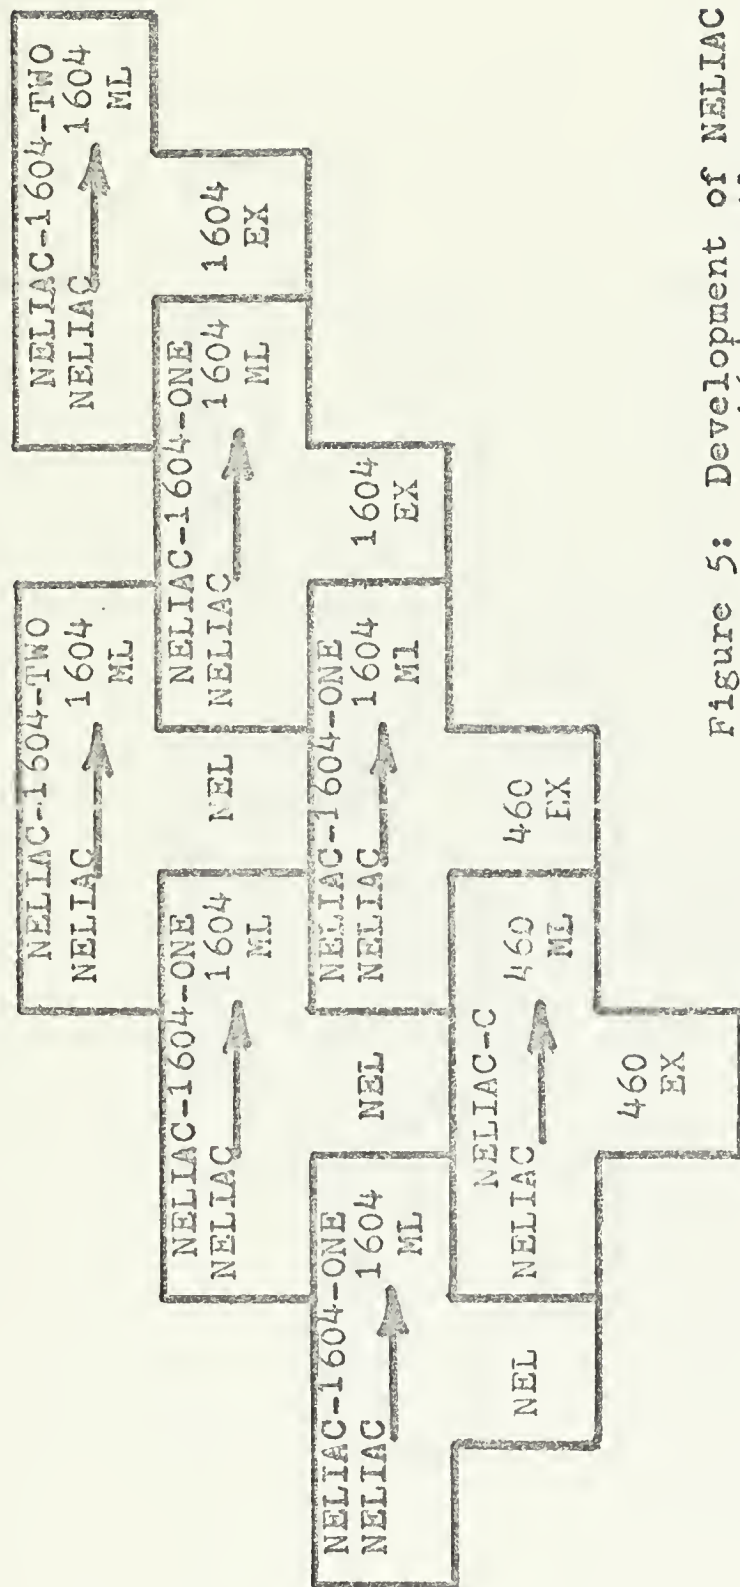 NELIAC-1604-TWO
NELIAC 1604
ML
NELIAC-1604-TWO
NELIAC 1604
ML
NELIAC-1604-ONE
NELIAC 1604
ML
NEL
NELIAC-1604-ONE
NELIAC 1604
ML
1604
EX
NELIAC-1604-ONE
NELIAC 1604
ML
NEL
NELIAC-1604-ONE
NELIAC 1604
M1
1604
EX
NEL
NELIAC-C
NELIAC 460
ML
460
EX
460
EX
Figure 5: Development of NELIAC